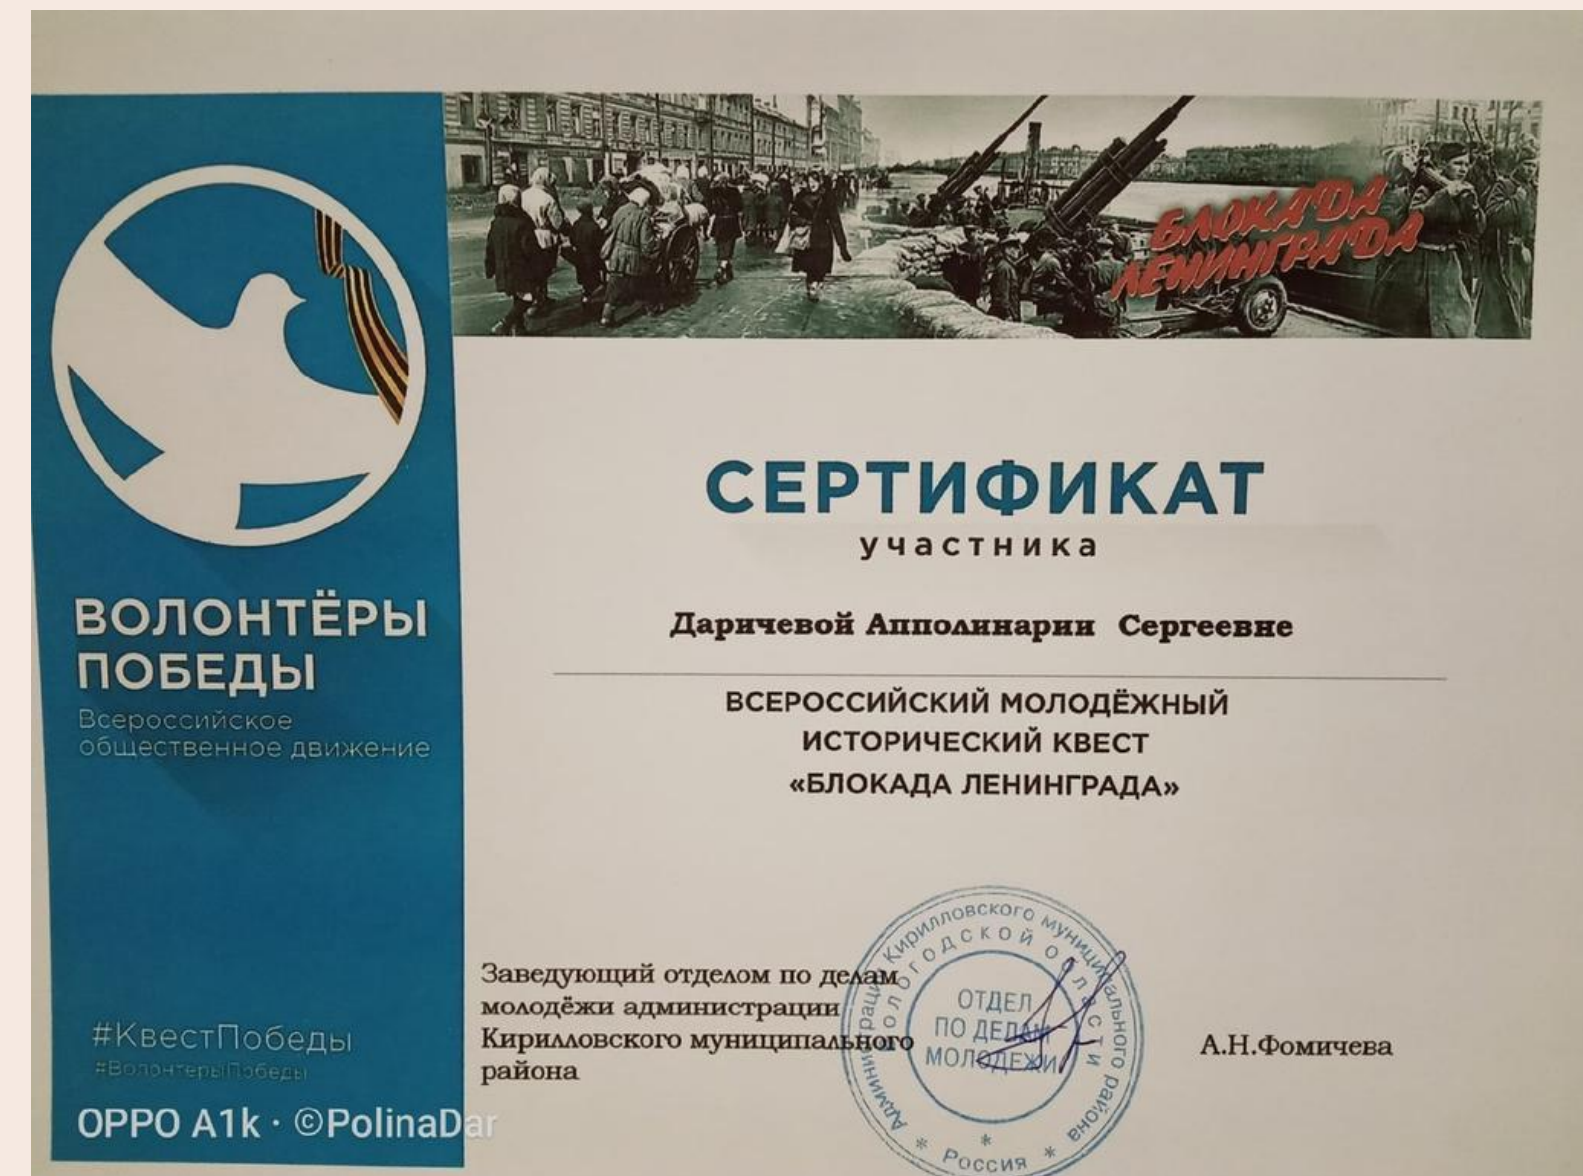 БЛОКАДА
ЛЕНИНГРАДА
СЕРТИФИКАТ
участника
Даричевой Апполинарии Сергеевне
ВСЕРОССИЙСКИЙ МОЛОДЁЖНЫЙ
ИСТОРИЧЕСКИЙ КВЕСТ
«БЛОКАДА ЛЕНИНГРАДА»
ВОЛОНТЁРЫ
ПОБЕДЫ
Всероссийское
общественное движение
#КвестПобеды
#ВолонтерыПобеды
OPPO A1k · ©PolinaDar
Заведующий отделом по делам
молодёжи администрации
Кирилловского муниципального
района
Администрация Кирилловского муниципального района
Вологодской области
ОТДЕЛ
ПО ДЕЛАМ
МОЛОДЕЖИ
* Россия *
А.Н.Фомичева